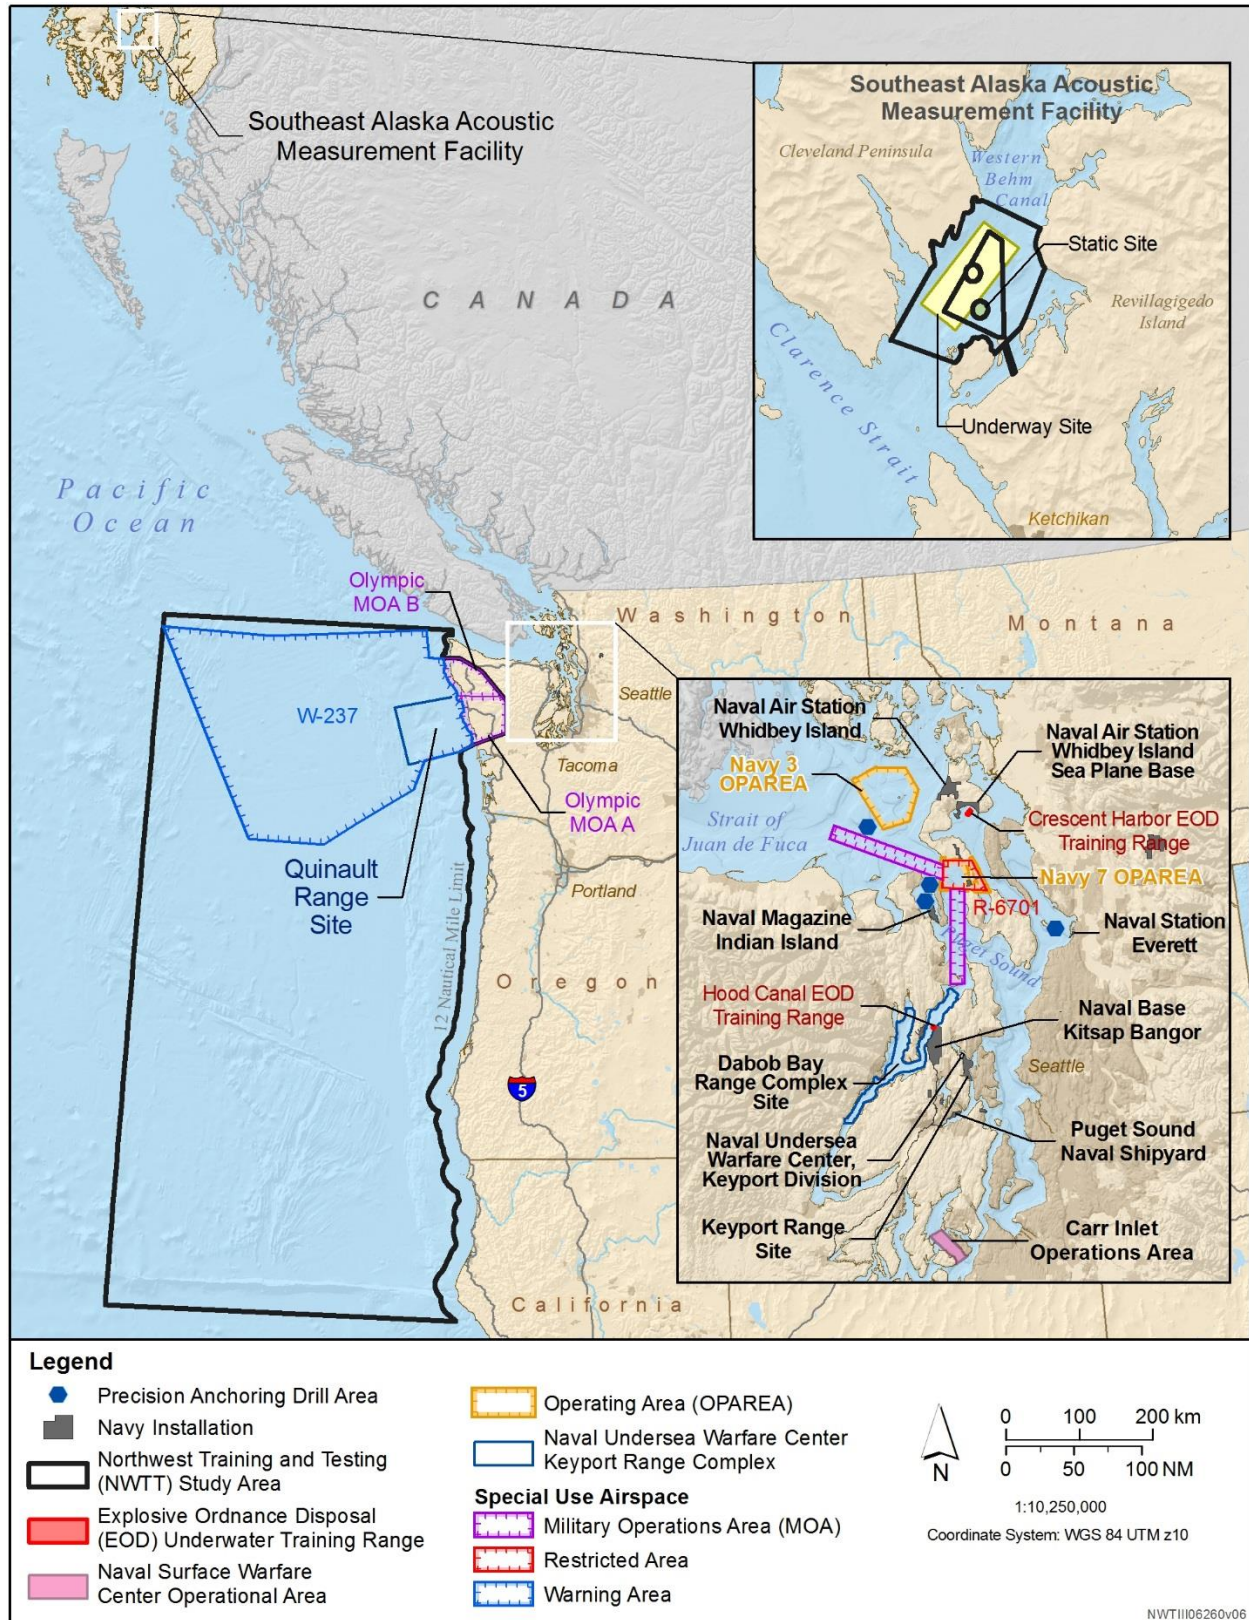 Southeast Alaska Acoustic
Measurement Facility
CANADA
Pacific
Ocean
Olympic
MOA B
Washington
Montana
W-237
Seattle
Tacoma
Olympic
MOA A
Quinault
Range
Site
Portland
12 Nautical Mile Limit
Oregon
5
California
Southeast Alaska Acoustic
Measurement Facility
Cleveland Peninsula
Western
Behm
Canal
Static Site
Revillagigedo
Island
Clarence Strait
Underway Site
Ketchikan
Naval Air Station
Whidbey Island
Naval Air Station
Whidbey Island
Sea Plane Base
Navy 3
OPAREA
Strait of
Juan de Fuca
Crescent Harbor EOD
Training Range
Navy 7 OPAREA
R-6701
Naval Magazine
Indian Island
Puget Sound
Naval Station
Everett
Hood Canal EOD
Training Range
Naval Base
Kitsap Bangor
Dabob Bay
Range Complex
Site
Seattle
Naval Undersea
Warfare Center,
Keyport Division
Puget Sound
Naval Shipyard
Keyport Range
Site
Carr Inlet
Operations Area
Legend
Precision Anchoring Drill Area
Navy Installation
Northwest Training and Testing
(NWTT) Study Area
Explosive Ordnance Disposal
(EOD) Underwater Training Range
Naval Surface Warfare
Center Operational Area
Operating Area (OPAREA)
Naval Undersea Warfare Center
Keyport Range Complex
Special Use Airspace
Military Operations Area (MOA)
Restricted Area
Warning Area
N
0 100 200 km
0 50 100 NM
1:10,250,000
Coordinate System: WGS 84 UTM z10
NWTIII06260v06